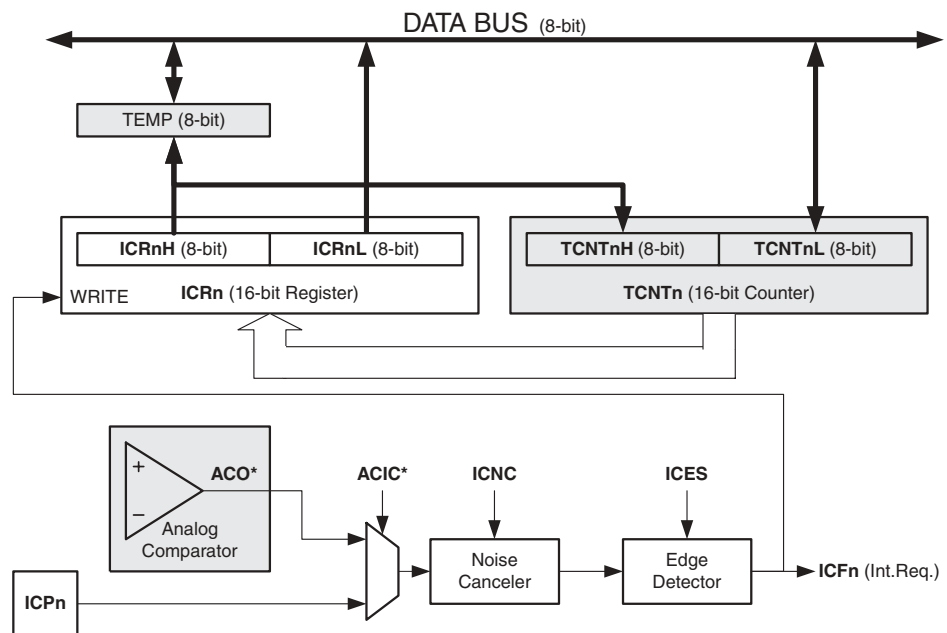 DATA BUS (8-bit)
TEMP (8-bit)
ICRnH (8-bit)
ICRnL (8-bit)
TCNTnH (8-bit)
TCNTnL (8-bit)
WRITE
ICRn (16-bit Register)
TCNTn (16-bit Counter)
+
−
ACO*
Analog
Comparator
ACIC*
ICNC
ICES
Noise
Canceler
Edge
Detector
ICFn (Int.Req.)
ICPn